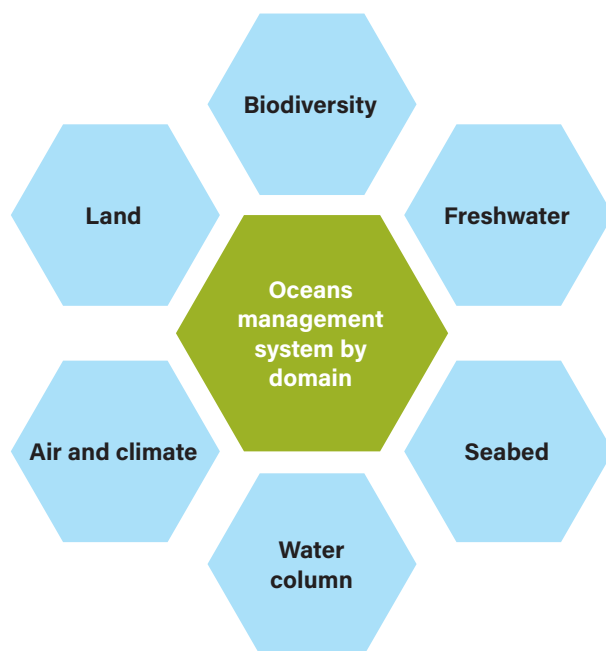 Biodiversity
Land
Freshwater
Oceans
management
system by
domain
Air and climate
Seabed
Water
column